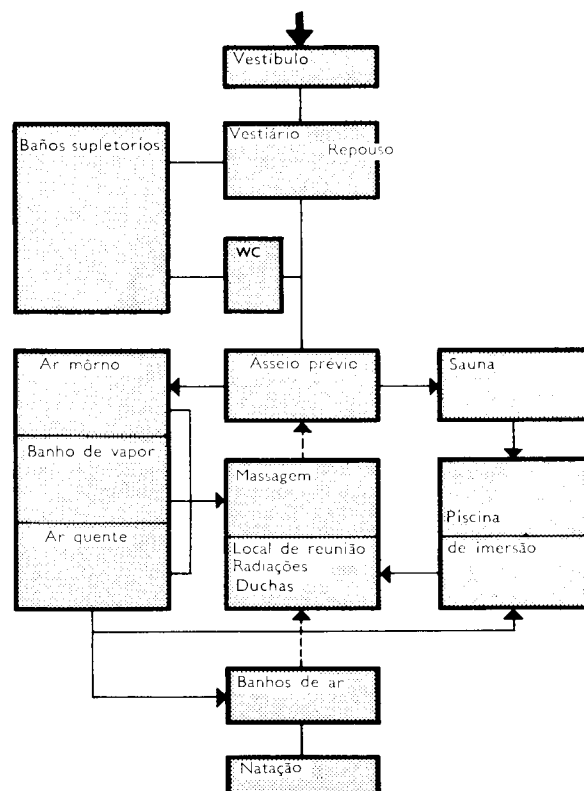 Vestíbulo
Vestiário
Repouso
Baños supletorios
WC
Ar môrno
Asseio prévio
Sauna
Banho de vapor
Massagem
Piscina
Ar quente
Local de reunião
de imersão
Radiações
Duchas
Banhos de ar
Natação